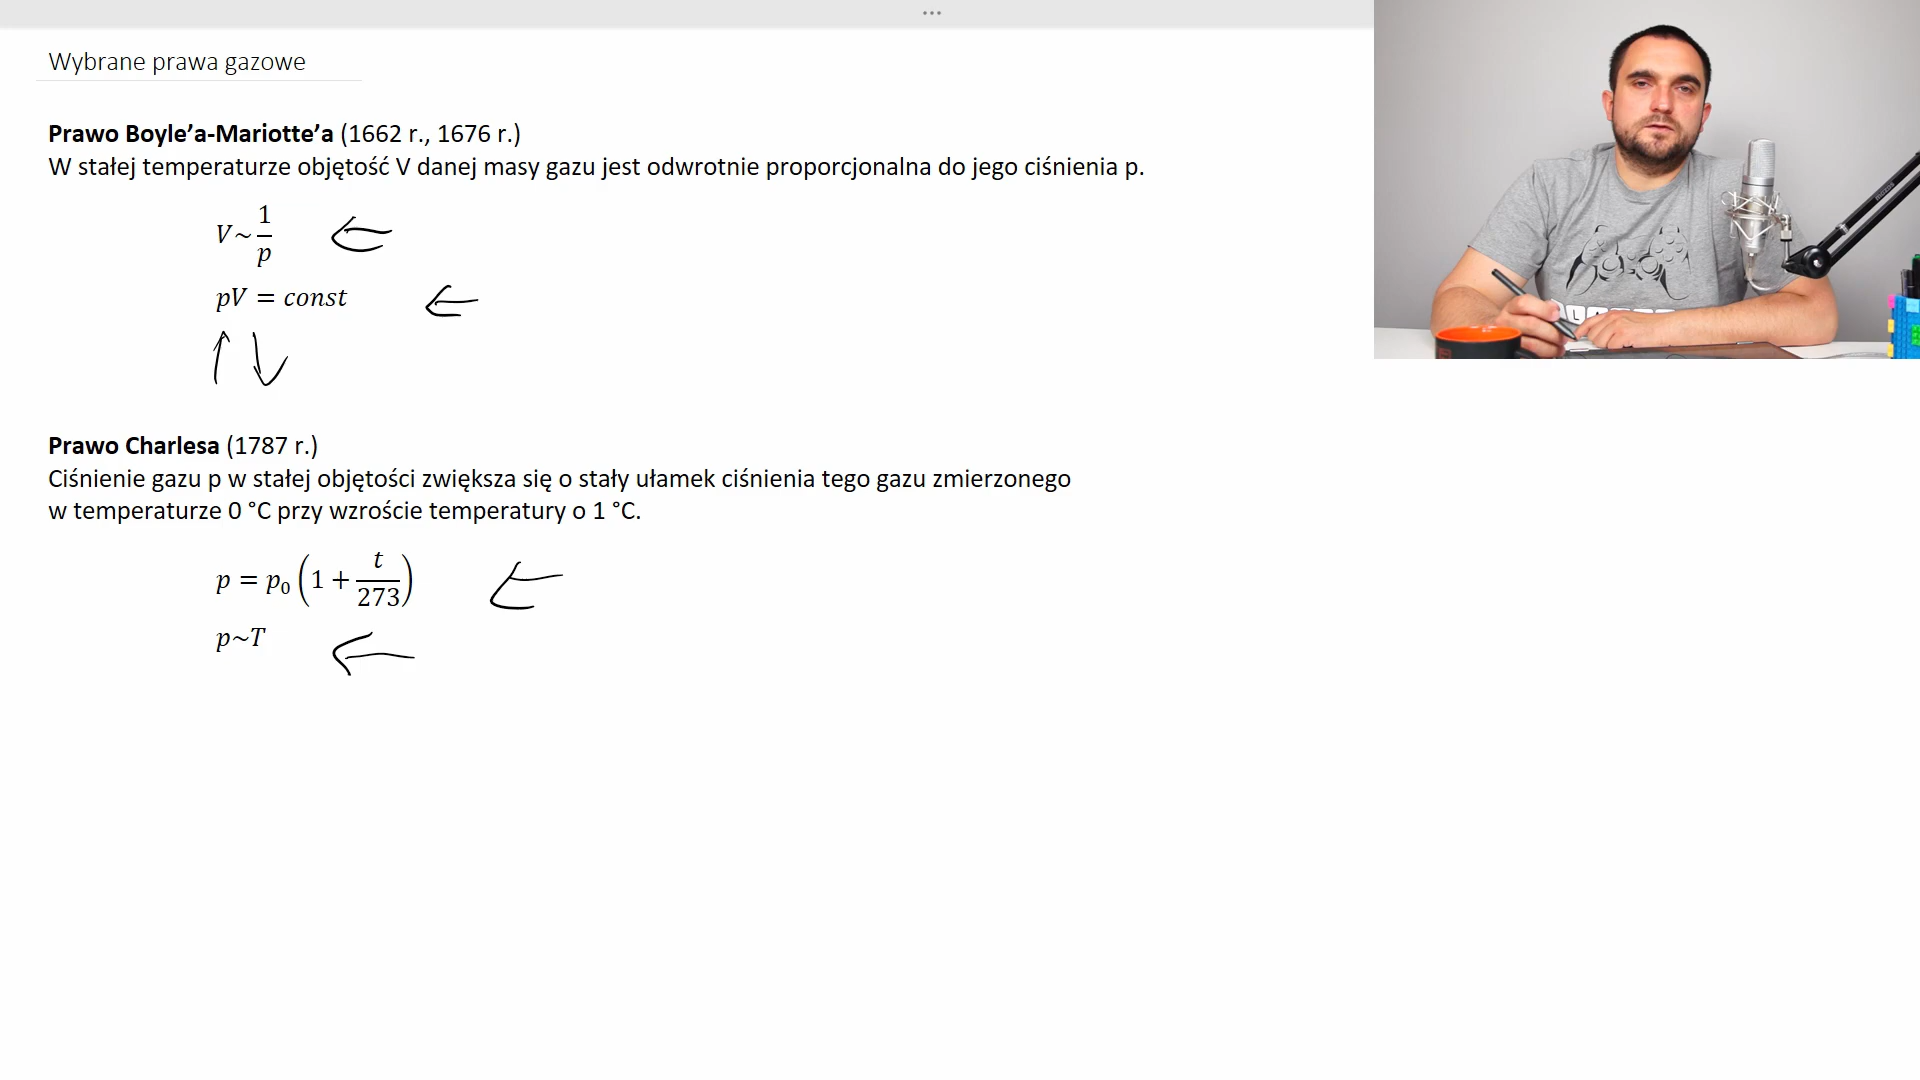 Wybrane prawa gazowe
Prawo Boyle’a-Mariotte’a (1662 r., 1676 r.)
W stałej temperaturze objętość V danej masy gazu jest odwrotnie proporcjonalna do jego ciśnienia p.
V~1/p
pV = const
Prawo Charlesa (1787 r.)
Ciśnienie gazu p w stałej objętości zwiększa się o stały ułamek ciśnienia tego gazu zmierzonego
w temperaturze 0 °C przy wzroście temperatury o 1 °C.
p = p₀(1 + t/273)
p~T